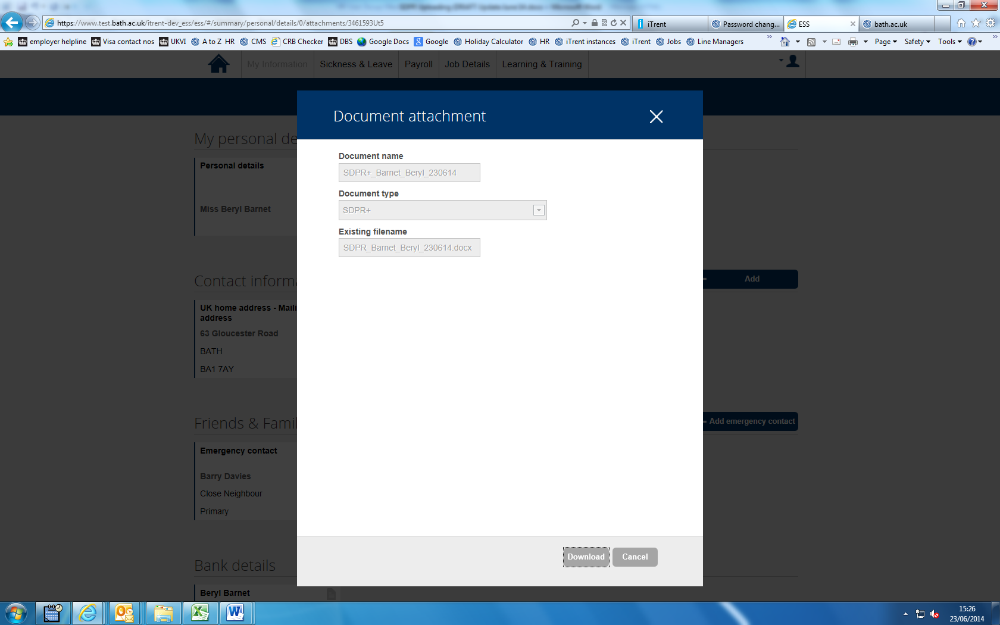 https://www.test.bath.ac.uk/itrent-dev_ess/ess/#/summary/personal/details/0/attachments/3461593Ut5
iTrent
Password chang...
ESS
bath.ac.uk
employer helpline
Visa contact nos
UKVI
A to Z HR
CMS
CRB Checker
DBS
Google Docs
Google
Holiday Calculator
HR
iTrent instances
iTrent
Jobs
Line Managers
Page
Safety
Tools
My Information
Sickness & Leave
Payroll
Job Details
Learning & Training
Document attachment
My personal de
Document name
Personal details
SDPR+_Barnet_Beryl_230614
Document type
Miss Beryl Barnet
SDPR+
Existing filename
SDPR_Barnet_Beryl_230614.docx
Contact informa
Add
UK home address - Maili
address
63 Gloucester Road
BATH
BA1 7AY
Friends & Famil
Add emergency contact
Emergency contact
Barry Davies
Close Neighbour
Primary
Download
Cancel
Bank details
Beryl Barnet
15:26
23/06/2014